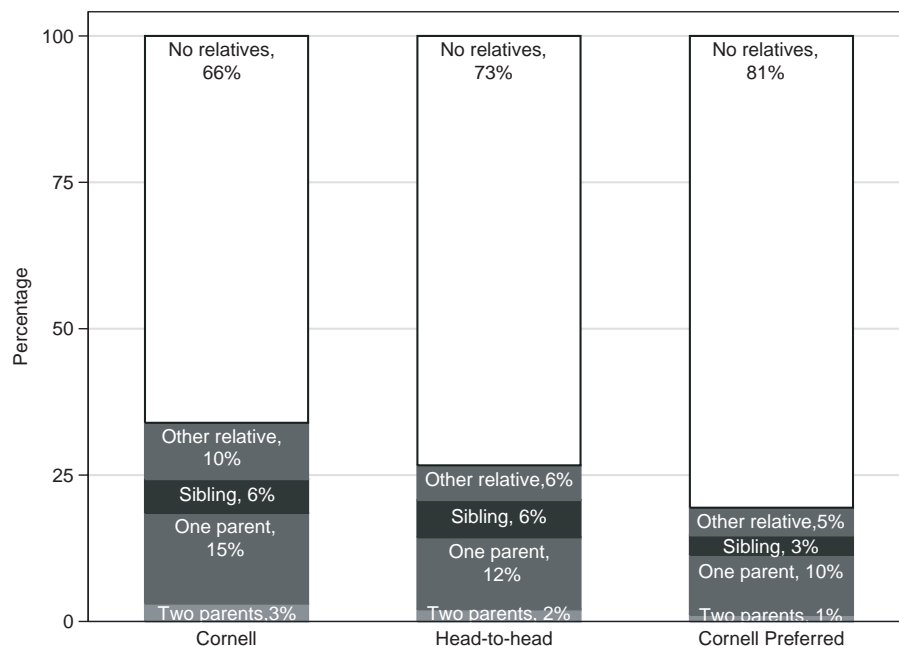 Percentage
100
75
50
25
0
No relatives,
66%
Other relative,
10%
Sibling, 6%
One parent,
15%
Two parents,3%
Cornell
No relatives,
73%
Other relative,6%
Sibling, 6%
One parent,
12%
Two parents, 2%
Head-to-head
No relatives,
81%
Other relative,5%
Sibling, 3%
One parent, 10%
Two parents, 1%
Cornell Preferred